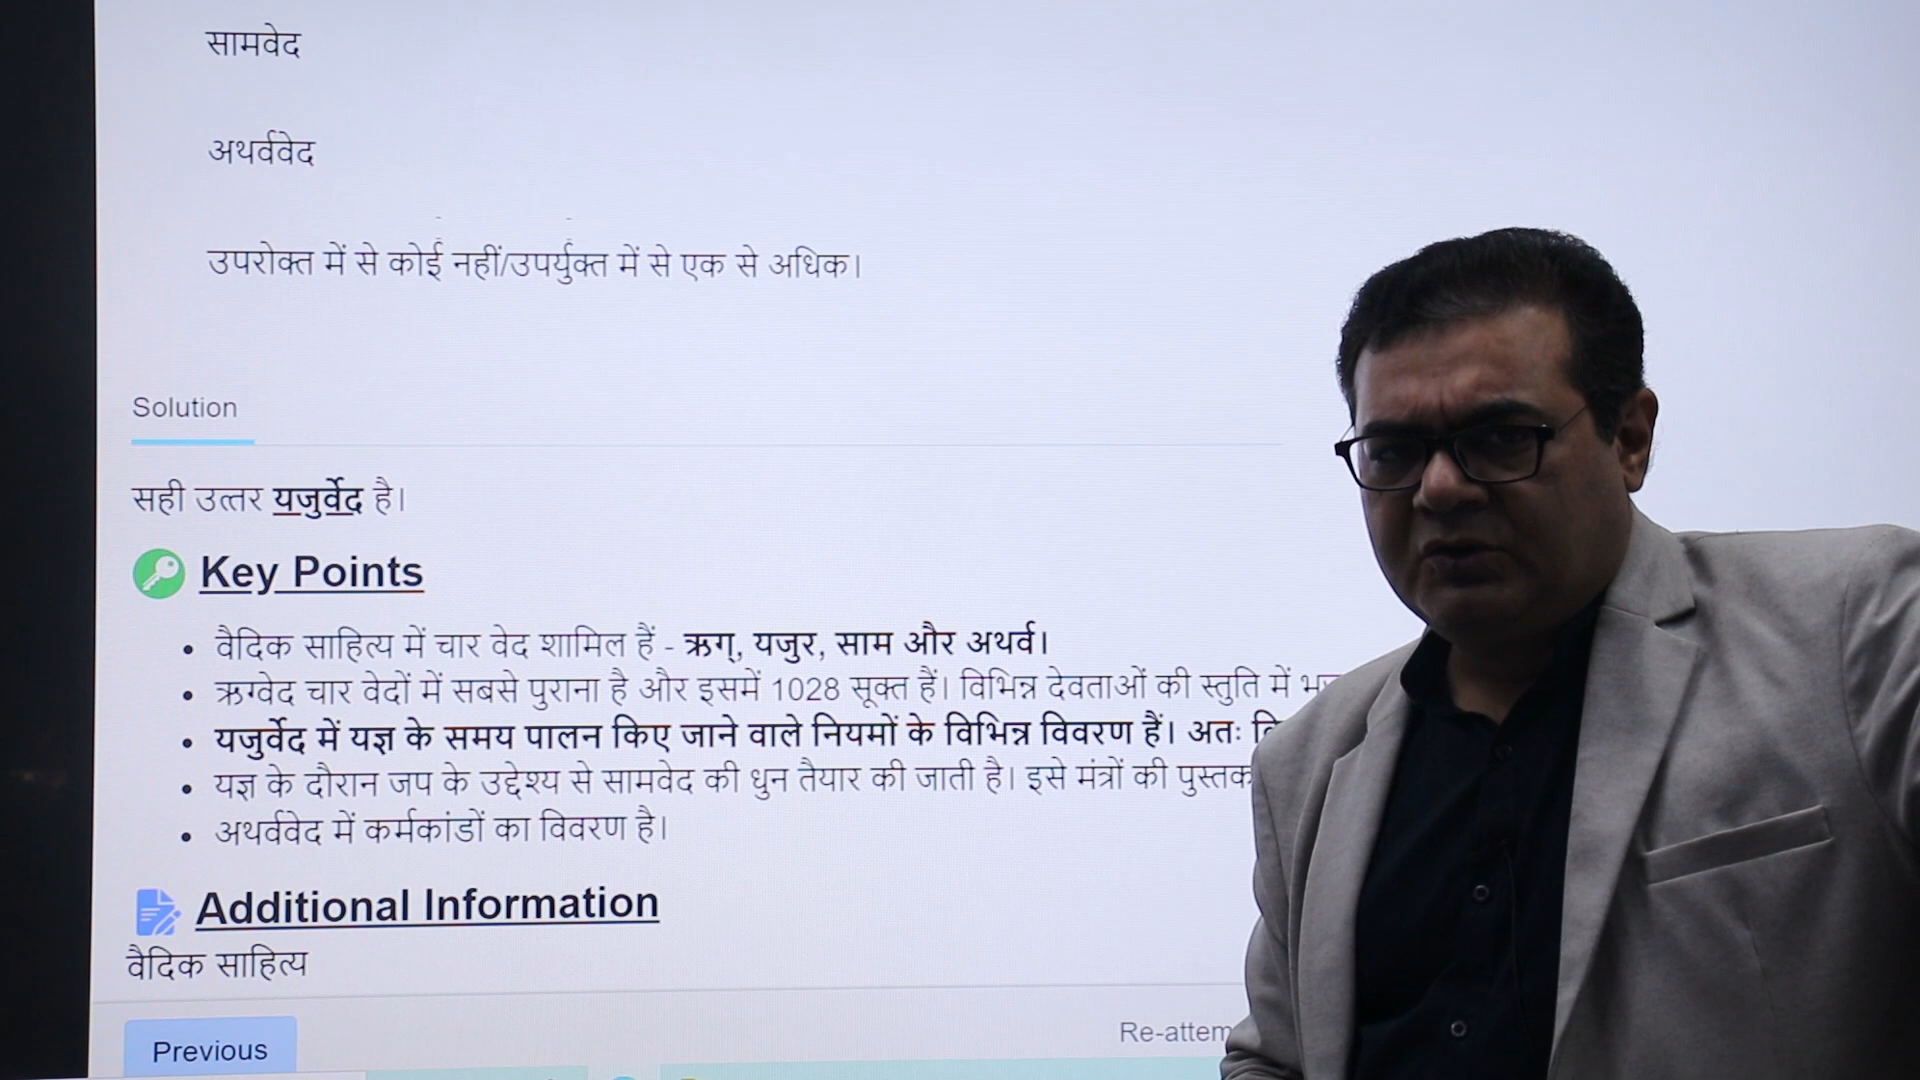 सामवेद
अथर्ववेद
उपरोक्त में से कोई नहीं/उपर्युक्त में से एक से अधिक।
Solution
सही उत्तर यजुर्वेद है।
Key Points
• वैदिक साहित्य में चार वेद शामिल हैं - ऋग्, यजुर, साम और अथर्व।
• ऋग्वेद चार वेदों में सबसे पुराना है और इसमें 1028 सूक्त हैं। विभिन्न देवताओं की स्तुति में
• यजुर्वेद में यज्ञ के समय पालन किए जाने वाले नियमों के विभिन्न विवरण हैं। अतः
• यज्ञ के दौरान जप के उद्देश्य से सामवेद की धुन तैयार की जाती है। इसे मंत्रों की पुस्तक
• अथर्ववेद में कर्मकांडों का विवरण है।
Additional Information
वैदिक साहित्य
Previous
Re-attem